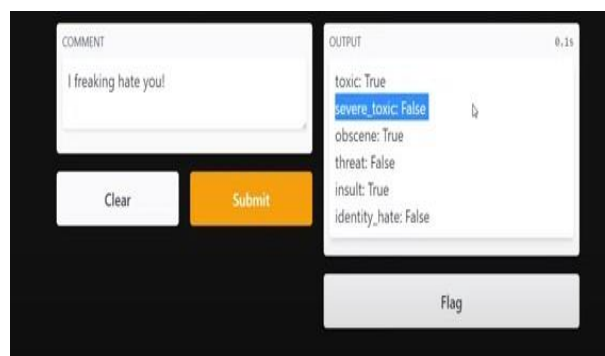 COMMENT
I freaking hate you!
Clear
Submit
OUTPUT
0.1s
toxic: True
severe_toxic: False
obscene: True
threat: False
insult: True
identity_hate: False
Flag